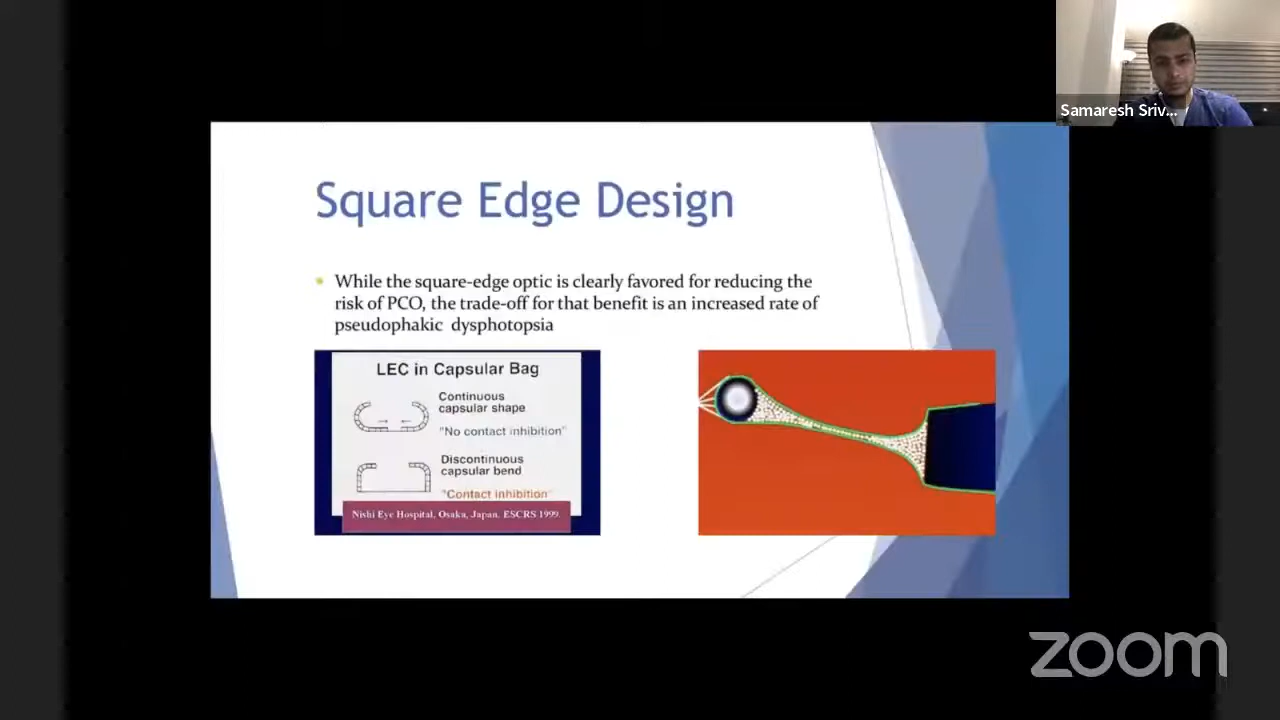 Samaresh Sriv...
Square Edge Design
While the square-edge optic is clearly favored for reducing the
risk of PCO, the trade-off for that benefit is an increased rate of
pseudophakic dysphotopsia
LEC in Capsular Bag
Continuous
capsular shape
"No contact inhibition"
Discontinuous
capsular bend
"Contact inhibition"
Nishi Eye Hospital, Osaka, Japan. ESCRS 1999.
zoom